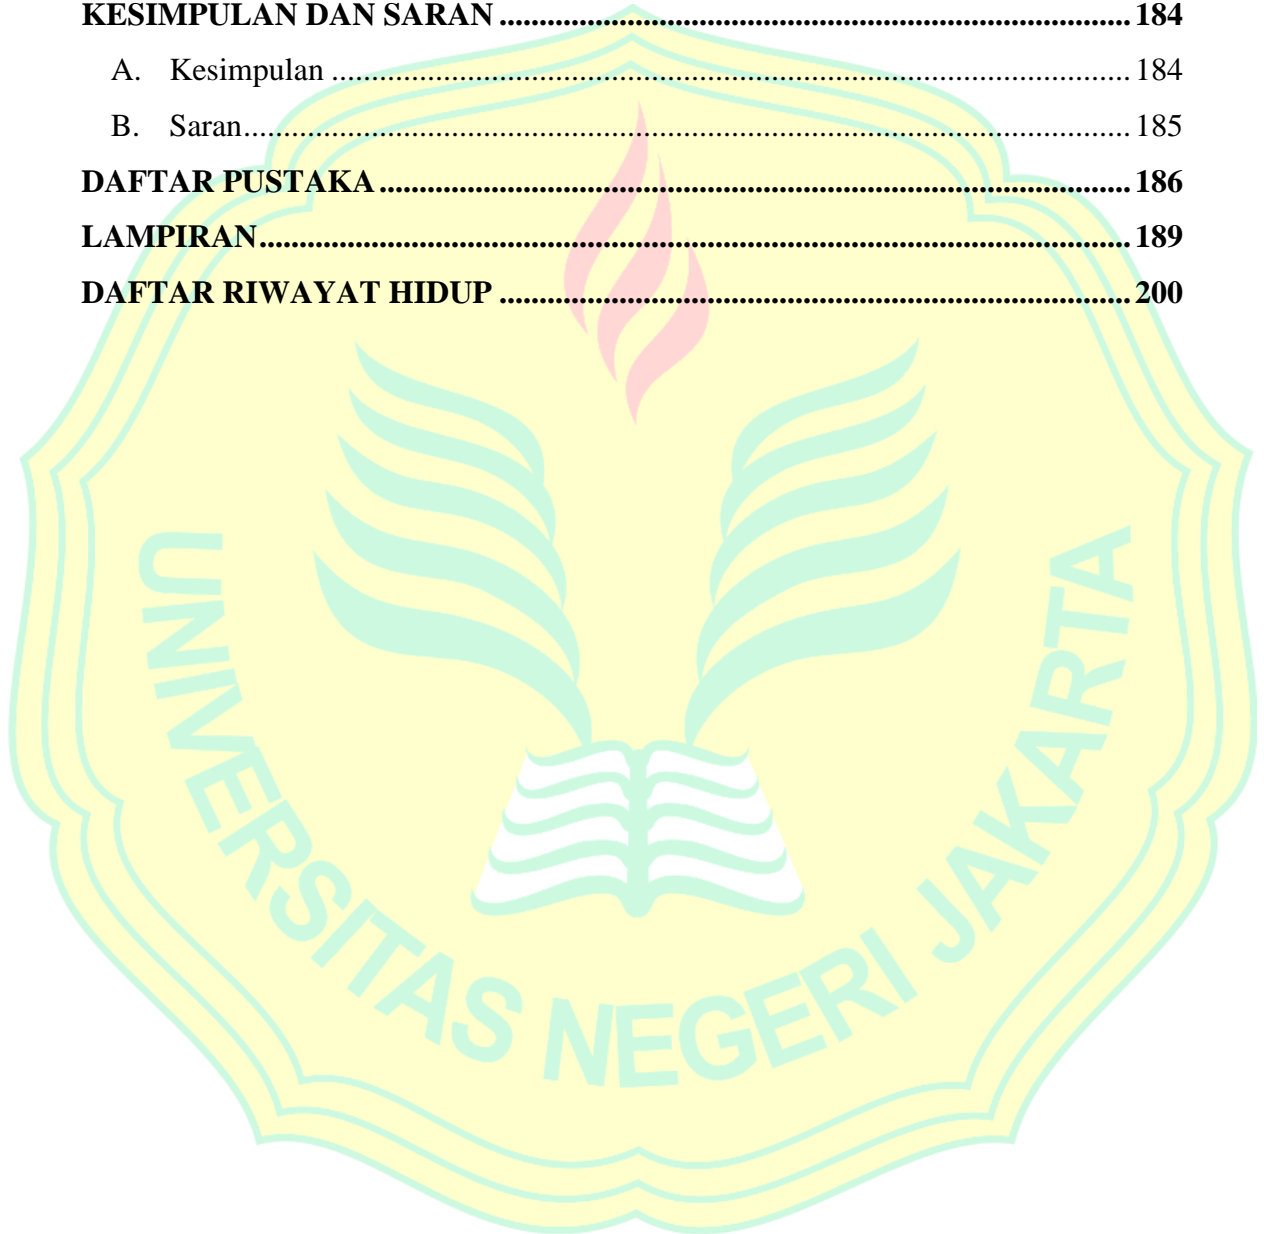 KESIMPULAN DAN SARAN ........................................................................ 184
A. Kesimpulan ........................................................................ 184
B. Saran ........................................................................ 185
DAFTAR PUSTAKA ........................................................................ 186
LAMPIRAN ........................................................................ 189
DAFTAR RIWAYAT HIDUP ........................................................................ 200
UNIVERSITAS NEGERI JAKARTA